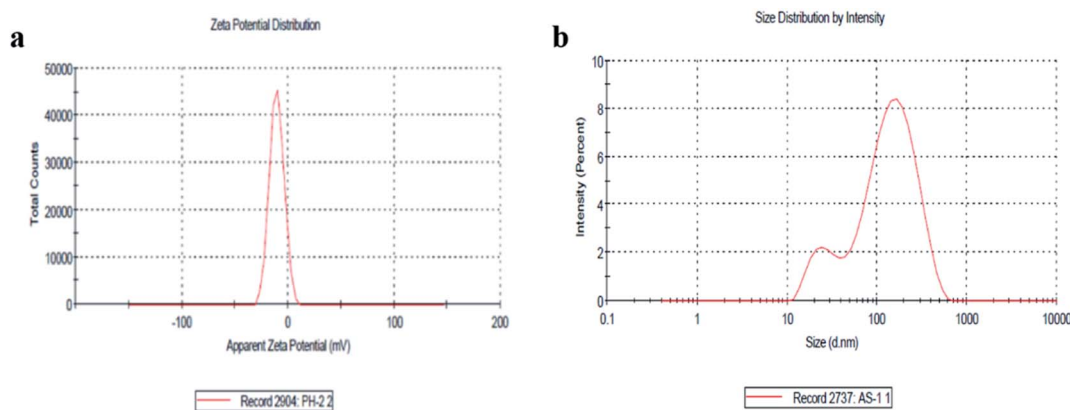 a
Zeta Potential Distribution
50000
40000
30000
20000
10000
0
Total Counts
-100
0
100
200
Apparent Zeta Potential (mV)
Record 2904: PH-2 2
b
Size Distribution by Intensity
10
8
6
4
2
0
Intensity (Percent)
0.1
1
10
100
1000
10000
Size (d.nm)
Record 2737: AS-1 1